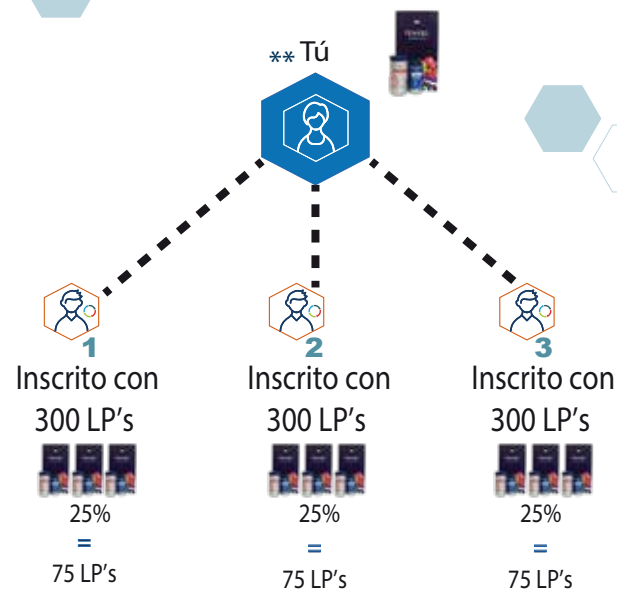 ** Tú
1
Inscrito con
300 LP’s
25%
=
75 LP’s
2
Inscrito con
300 LP’s
25%
=
75 LP’s
3
Inscrito con
300 LP’s
25%
=
75 LP’s